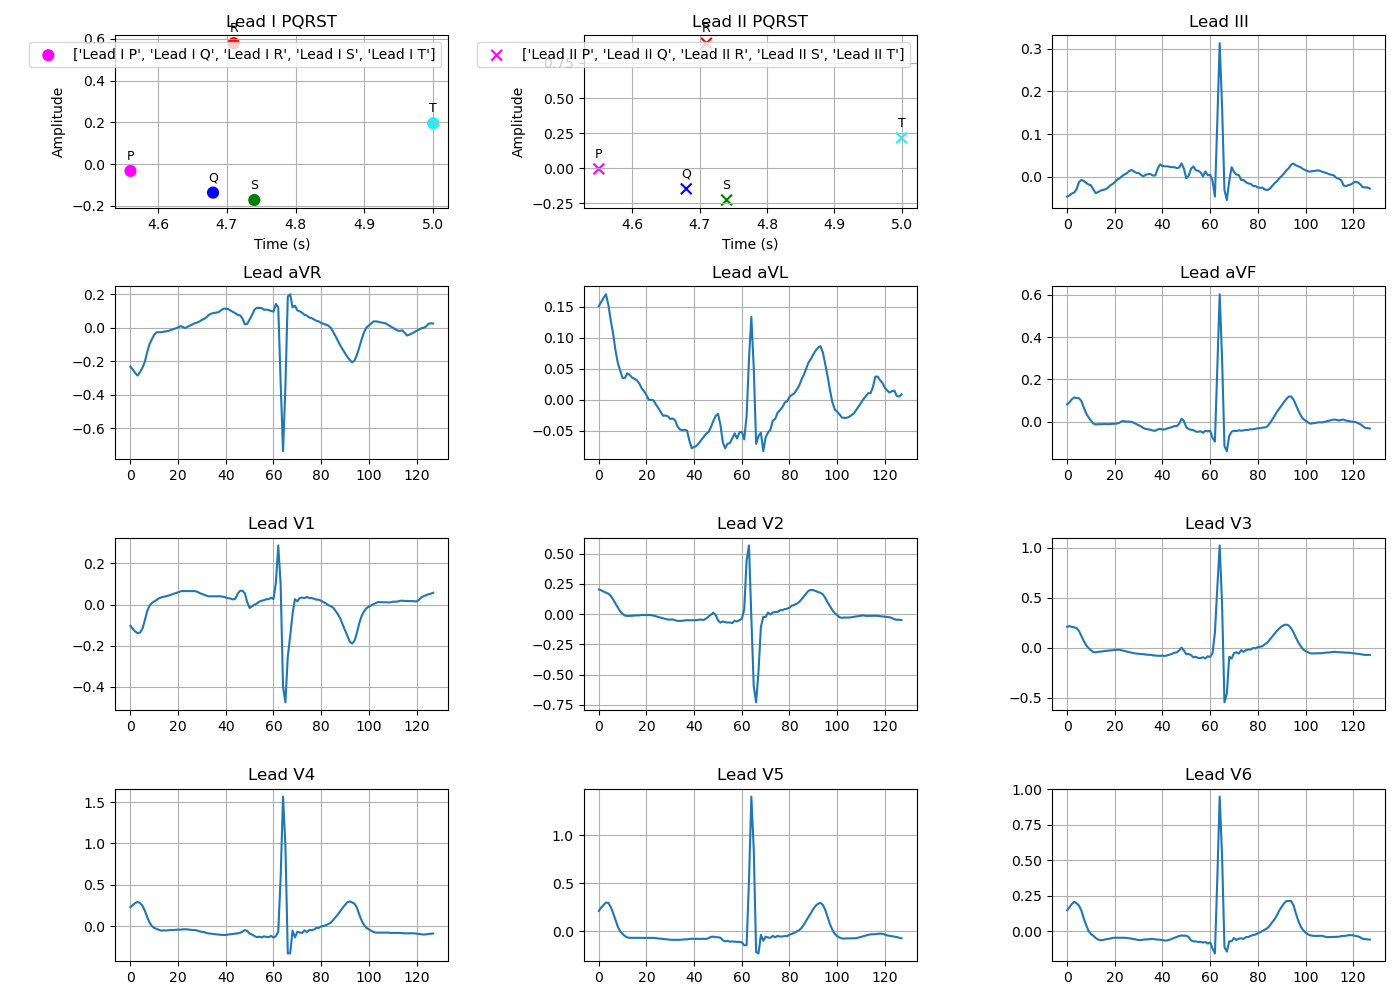 Lead I PQRST
Lead II PQRST
Lead III
R
['Lead I P', 'Lead I Q', 'Lead I R', 'Lead I S', 'Lead I T']
R
['Lead II P', 'Lead II Q', 'Lead II R', 'Lead II S', 'Lead II T']
Amplitude
0.6
0.4
0.2
0.0
−0.2
P
Q
S
T
4.6 4.7 4.8 4.9 5.0
Time (s)
Amplitude
0.75
0.50
0.25
0.00
−0.25
P
Q
S
T
4.6 4.7 4.8 4.9 5.0
Time (s)
0.3
0.2
0.1
0.0
0 20 40 60 80 100 120
Lead aVR
0.2
0.0
−0.2
−0.4
−0.6
0 20 40 60 80 100 120
Lead aVL
0.15
0.10
0.05
0.00
−0.05
0 20 40 60 80 100 120
Lead aVF
0.6
0.4
0.2
0.0
0 20 40 60 80 100 120
Lead V1
0.2
0.0
−0.2
−0.4
0 20 40 60 80 100 120
Lead V2
0.50
0.25
0.00
−0.25
−0.50
−0.75
0 20 40 60 80 100 120
Lead V3
1.0
0.5
0.0
−0.5
0 20 40 60 80 100 120
Lead V4
1.5
1.0
0.5
0.0
0 20 40 60 80 100 120
Lead V5
1.0
0.5
0.0
0 20 40 60 80 100 120
Lead V6
1.00
0.75
0.50
0.25
0.00
0 20 40 60 80 100 120